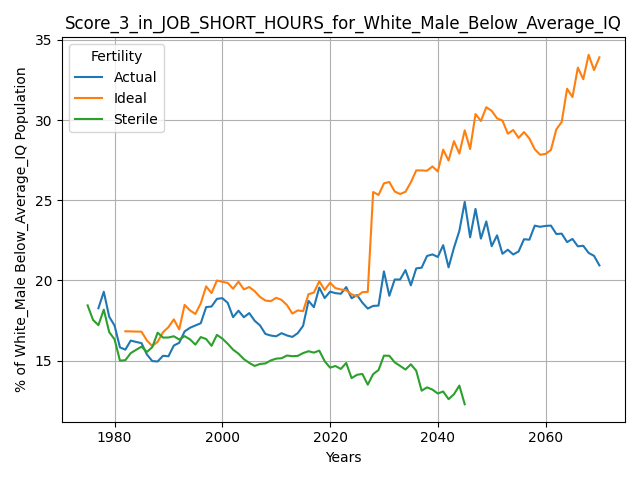 Score_3_in_JOB_SHORT_HOURS_for_White_Male_Below_Average_IQ
% of White_Male Below_Average_IQ Population
35
30
25
20
15
Fertility
Actual
Ideal
Sterile
1980 2000 2020 2040 2060
Years